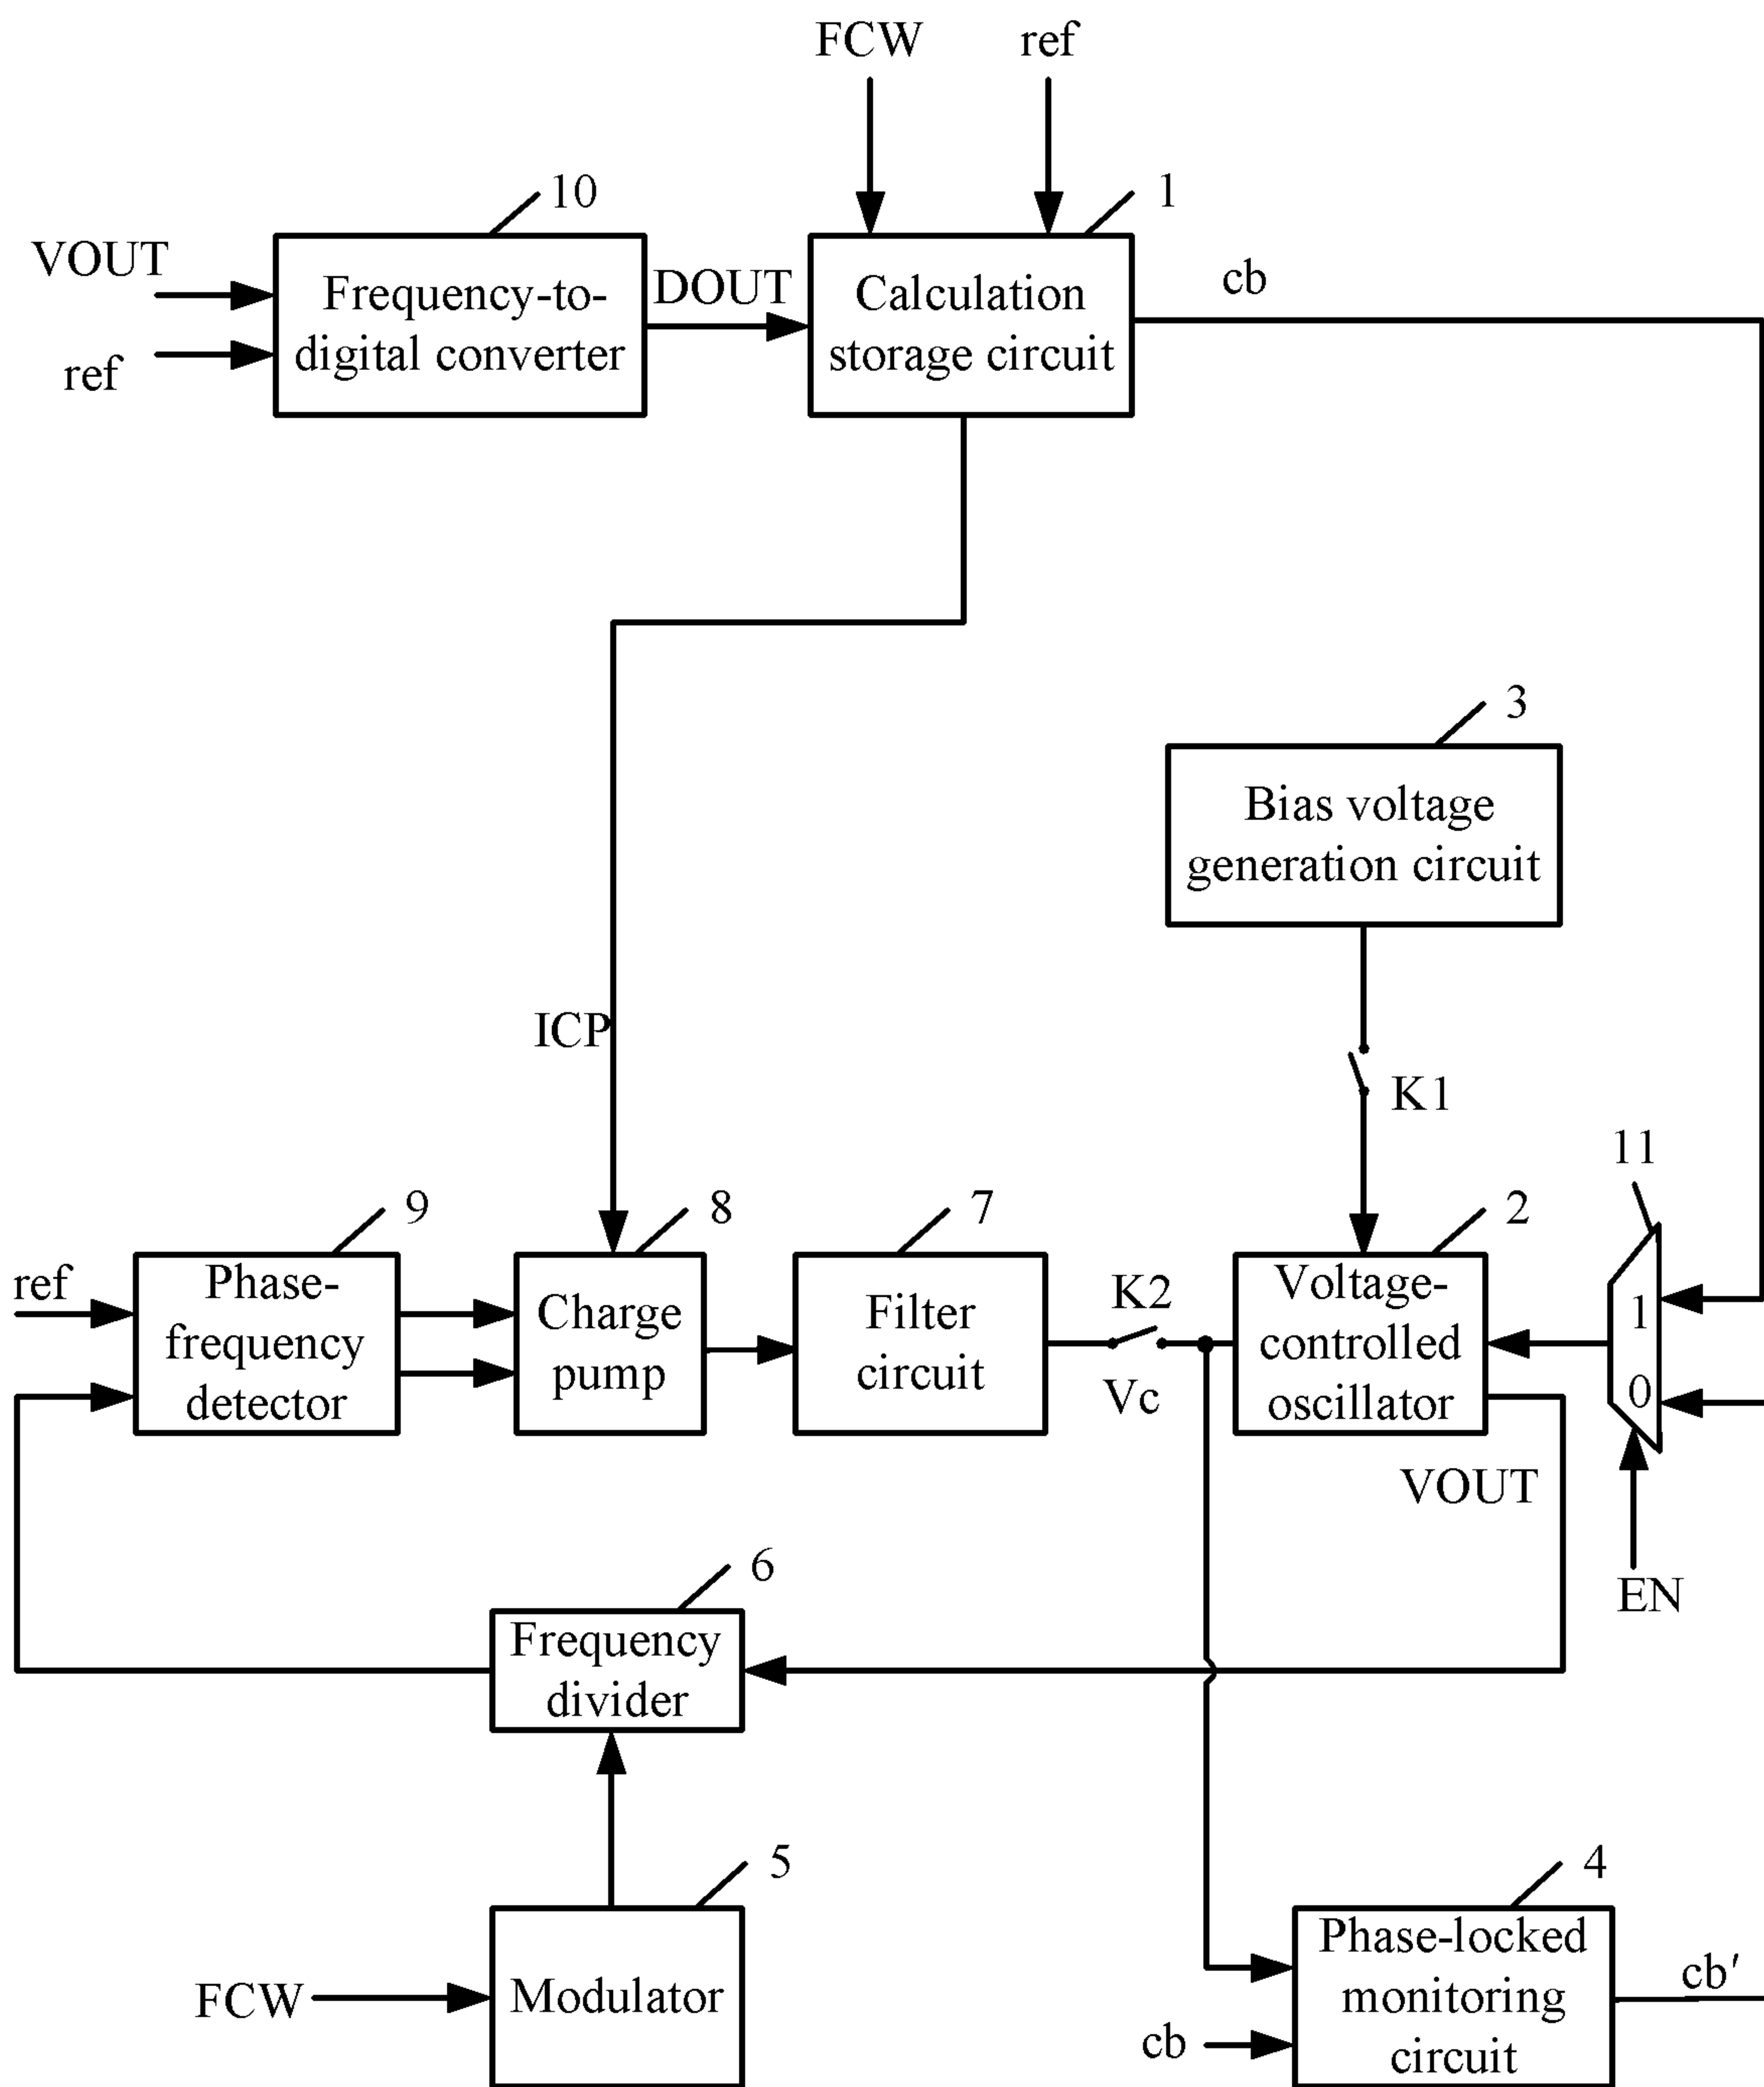 FCW
ref
10
1
VOUT
ref
Frequency-to-
digital converter
DOUT
Calculation
storage circuit
cb
3
Bias voltage
generation circuit
ICP
K1
11
9
8
7
2
ref
Phase-
frequency
detector
Charge
pump
Filter
circuit
K2
Vc
Voltage-
controlled
oscillator
1
0
VOUT
EN
6
Frequency
divider
5
4
FCW
Modulator
Phase-locked
monitoring
circuit
cb
cb'